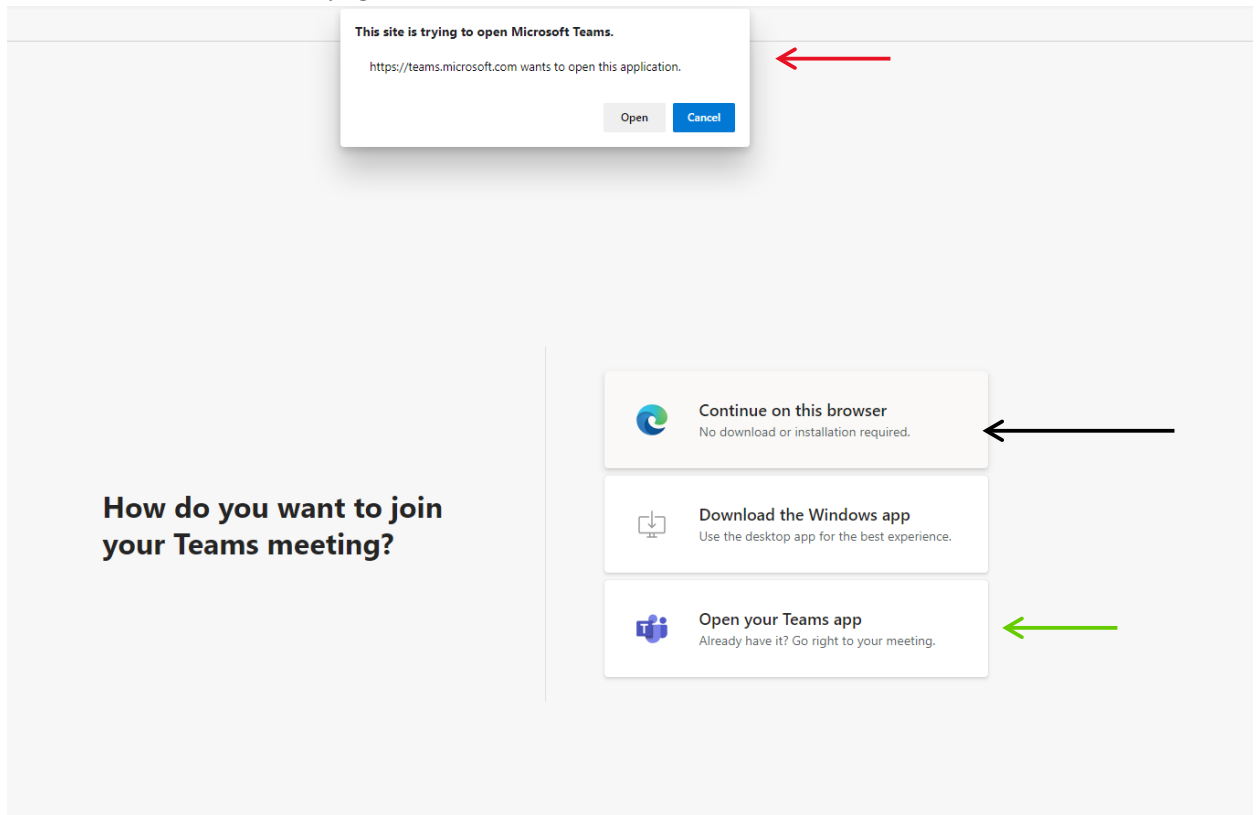 This site is trying to open Microsoft Teams.
https://teams.microsoft.com wants to open this application.
Open
Cancel
How do you want to join
your Teams meeting?
Continue on this browser
No download or installation required.
Download the Windows app
Use the desktop app for the best experience.
Open your Teams app
Already have it? Go right to your meeting.